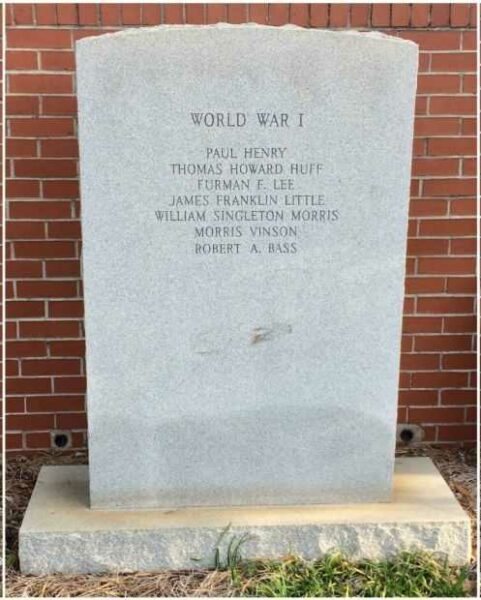 WORLD WAR I
PAUL HENRY
THOMAS HOWARD HUFF
FURMAN F. LEE
JAMES FRANKLIN LITTLE
WILLIAM SINGLETON MORRIS
MORRIS VINSON
ROBERT A. BASS